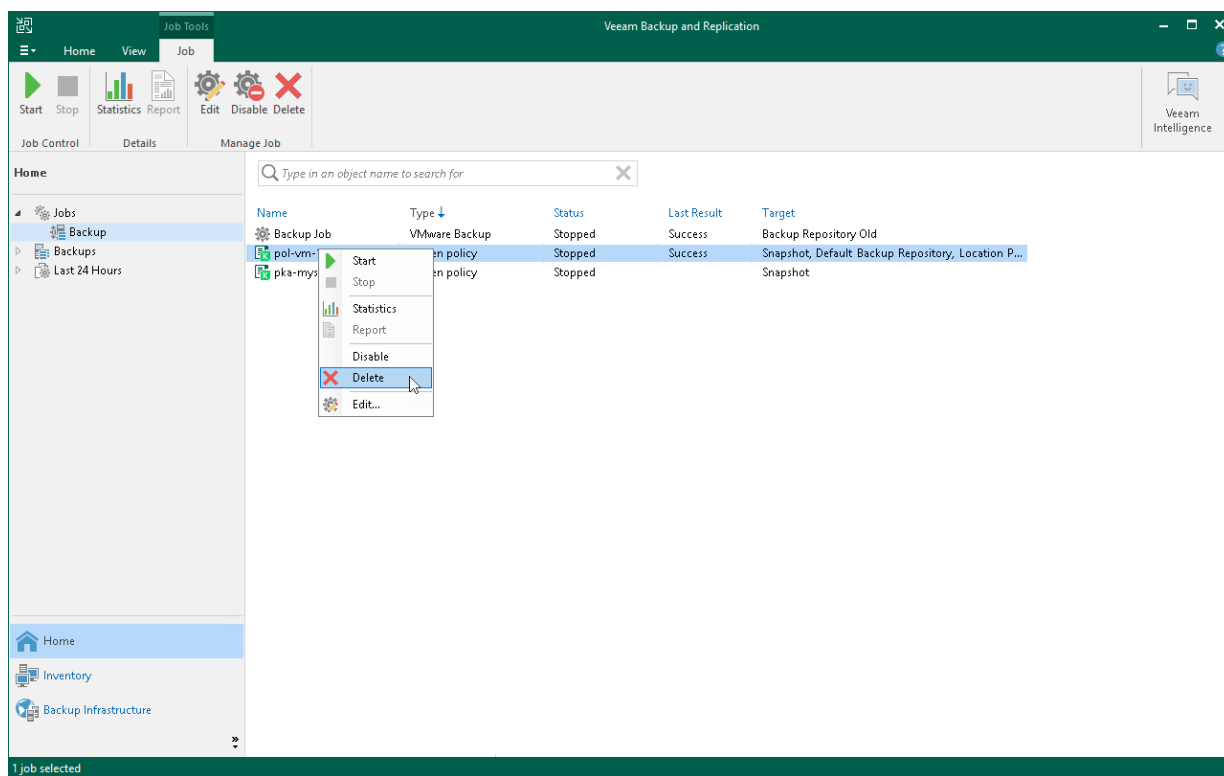 Job Tools
Veeam Backup and Replication
Home View Job
Start Stop Statistics Report Edit Disable Delete
Veeam
Intelligence
Job Control Details Manage Job
Home
Type in an object name to search for
Jobs
Backup
Backups
Last 24 Hours
Name Type Status Last Result Target
Backup Job VMware Backup Stopped Success Backup Repository Old
pol-vm- en policy Stopped Success Snapshot, Default Backup Repository, Location P...
pka-mys en policy Stopped Snapshot
Start
Stop
Statistics
Report
Disable
Delete
Edit...
Home
Inventory
Backup Infrastructure
1 job selected